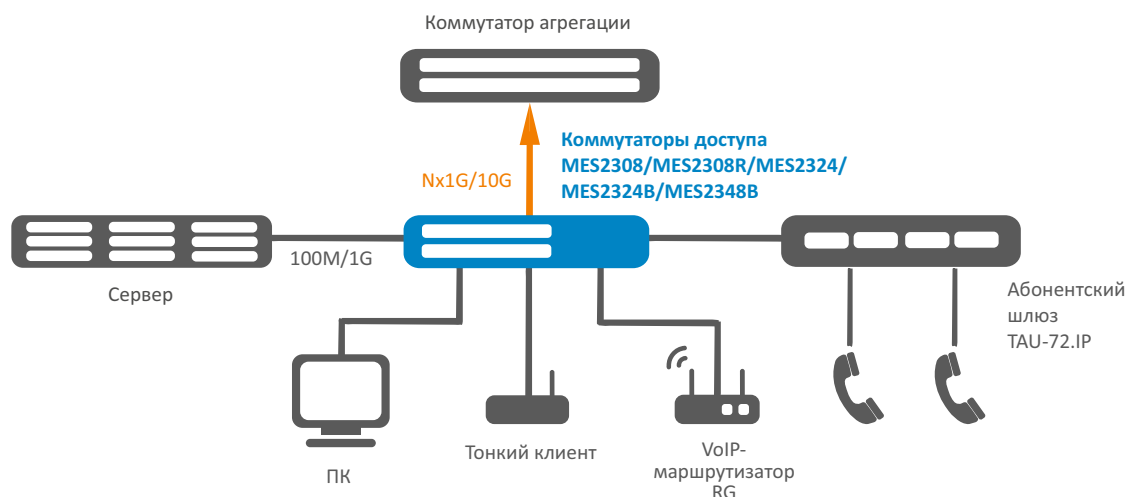 Коммутатор агрегации
Коммутаторы доступа
MES2308/MES2308R/MES2324/
MES2324B/MES2348B
Nx1G/10G
100M/1G
Сервер
Абонентский
шлюз
TAU-72.IP
ПК
Тонкий клиент
VoIP-
маршрутизатор
RG